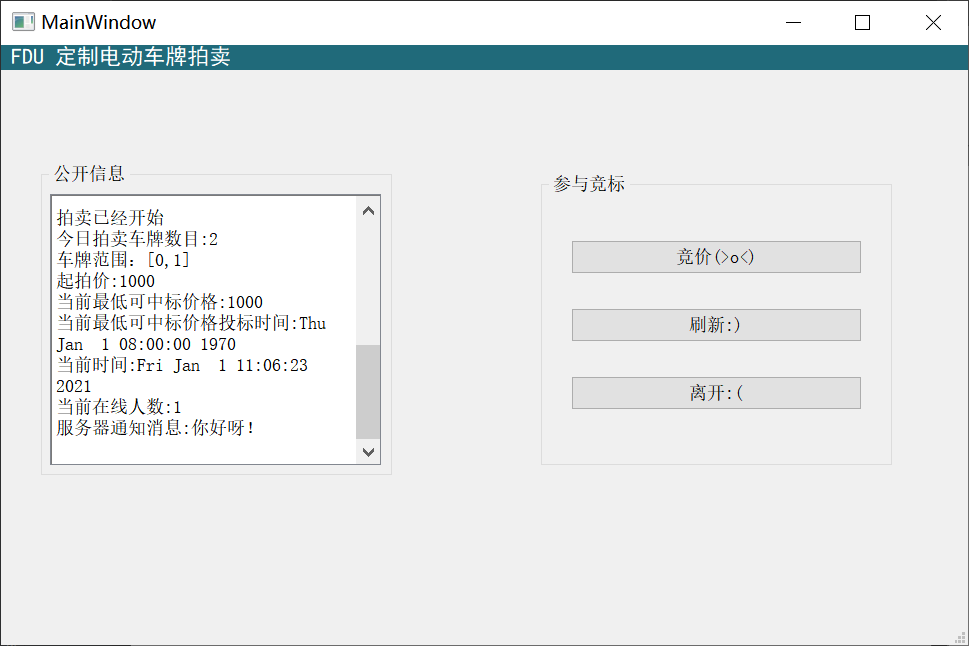 MainWindow
FDU 定制电动车牌拍卖
公开信息
拍卖已经开始
今日拍卖车牌数目:2
车牌范围：[0,1]
起拍价:1000
当前最低可中标价格:1000
当前最低可中标价格投标时间:Thu
Jan  1 08:00:00 1970
当前时间:Fri Jan  1 11:06:23
2021
当前在线人数:1
服务器通知消息:你好呀!
参与竞标
竞价(>o<)
刷新:)
离开:(